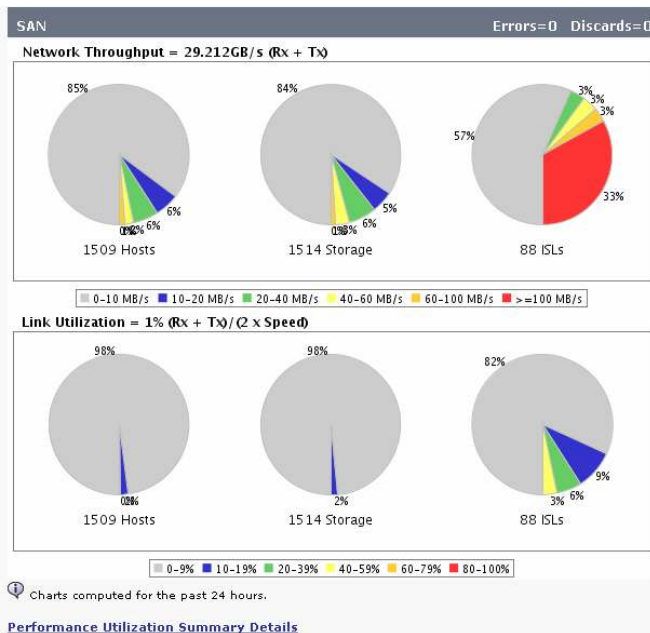 SAN Errors=0 Discards=0
Network Throughput = 29.212GB/s (Rx + Tx)
85%
6%
6%
1509 Hosts
84%
5%
6%
1514 Storage
57%
3%
3%
3%
33%
88 ISLs
0-10 MB/s 10-20 MB/s 20-40 MB/s 40-60 MB/s 60-100 MB/s >=100 MB/s
Link Utilization = 1% (Rx + Tx)/(2 x Speed)
98%
1509 Hosts
98%
2%
1514 Storage
82%
9%
6%
3%
88 ISLs
0-9% 10-19% 20-39% 40-59% 60-79% 80-100%
Charts computed for the past 24 hours.
Performance Utilization Summary Details